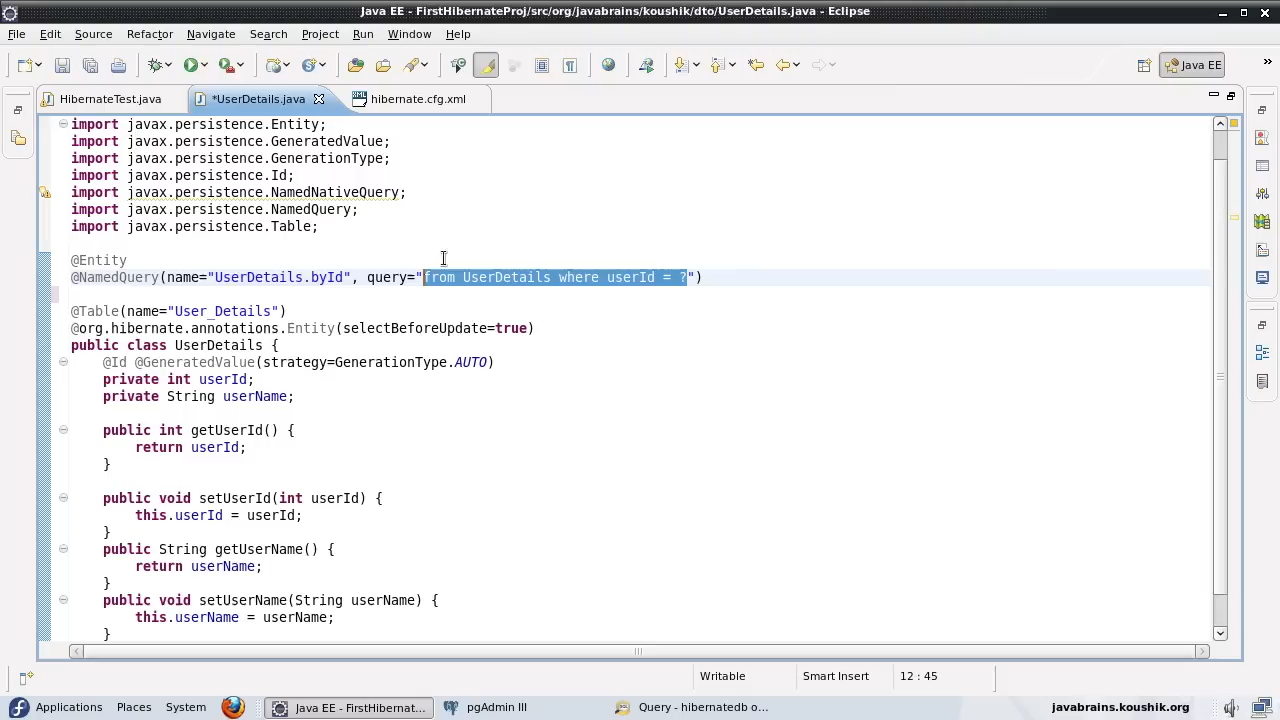 Java EE - FirstHibernateProj/src/org/javabrains/koushik/dto/UserDetails.java - Eclipse
File Edit Source Refactor Navigate Search Project Run Window Help
Java EE
HibernateTest.java *UserDetails.java hibernate.cfg.xml
import javax.persistence.Entity;
import javax.persistence.GeneratedValue;
import javax.persistence.GenerationType;
import javax.persistence.Id;
import javax.persistence.NamedNativeQuery;
import javax.persistence.NamedQuery;
import javax.persistence.Table;
@Entity
@NamedQuery(name="UserDetails.byId", query="from UserDetails where userId = ?")
@Table(name="User_Details")
@org.hibernate.annotations.Entity(selectBeforeUpdate=true)
public class UserDetails {
@Id @GeneratedValue(strategy=GenerationType.AUTO)
private int userId;
private String userName;
public int getUserId() {
return userId;
}
public void setUserId(int userId) {
this.userId = userId;
}
public String getUserName() {
return userName;
}
public void setUserName(String userName) {
this.userName = userName;
}
Writable Smart Insert 12 : 45
Applications Places System Java EE - FirstHibernat... pgAdmin III Query - hibernatedb o... javabrains.koushik.org